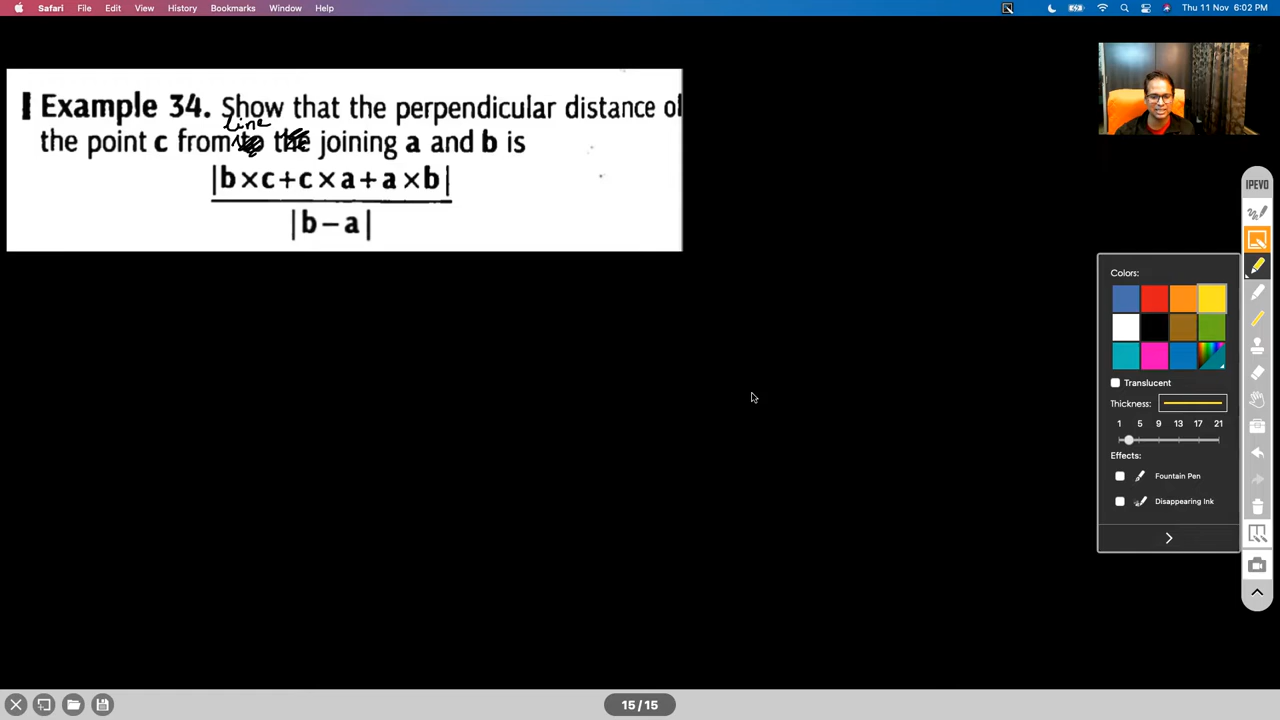 Safari File Edit View History Bookmarks Window Help
Thu 11 Nov 6:02 PM
Example 34. Show that the perpendicular distance of
line
the point c from joining a and b is
|b×c+c×a+a×b|
|b−a|
IPEVO
Colors:
Translucent
Thickness:
1 5 9 13 17 21
Effects:
Fountain Pen
Disappearing Ink
15/15